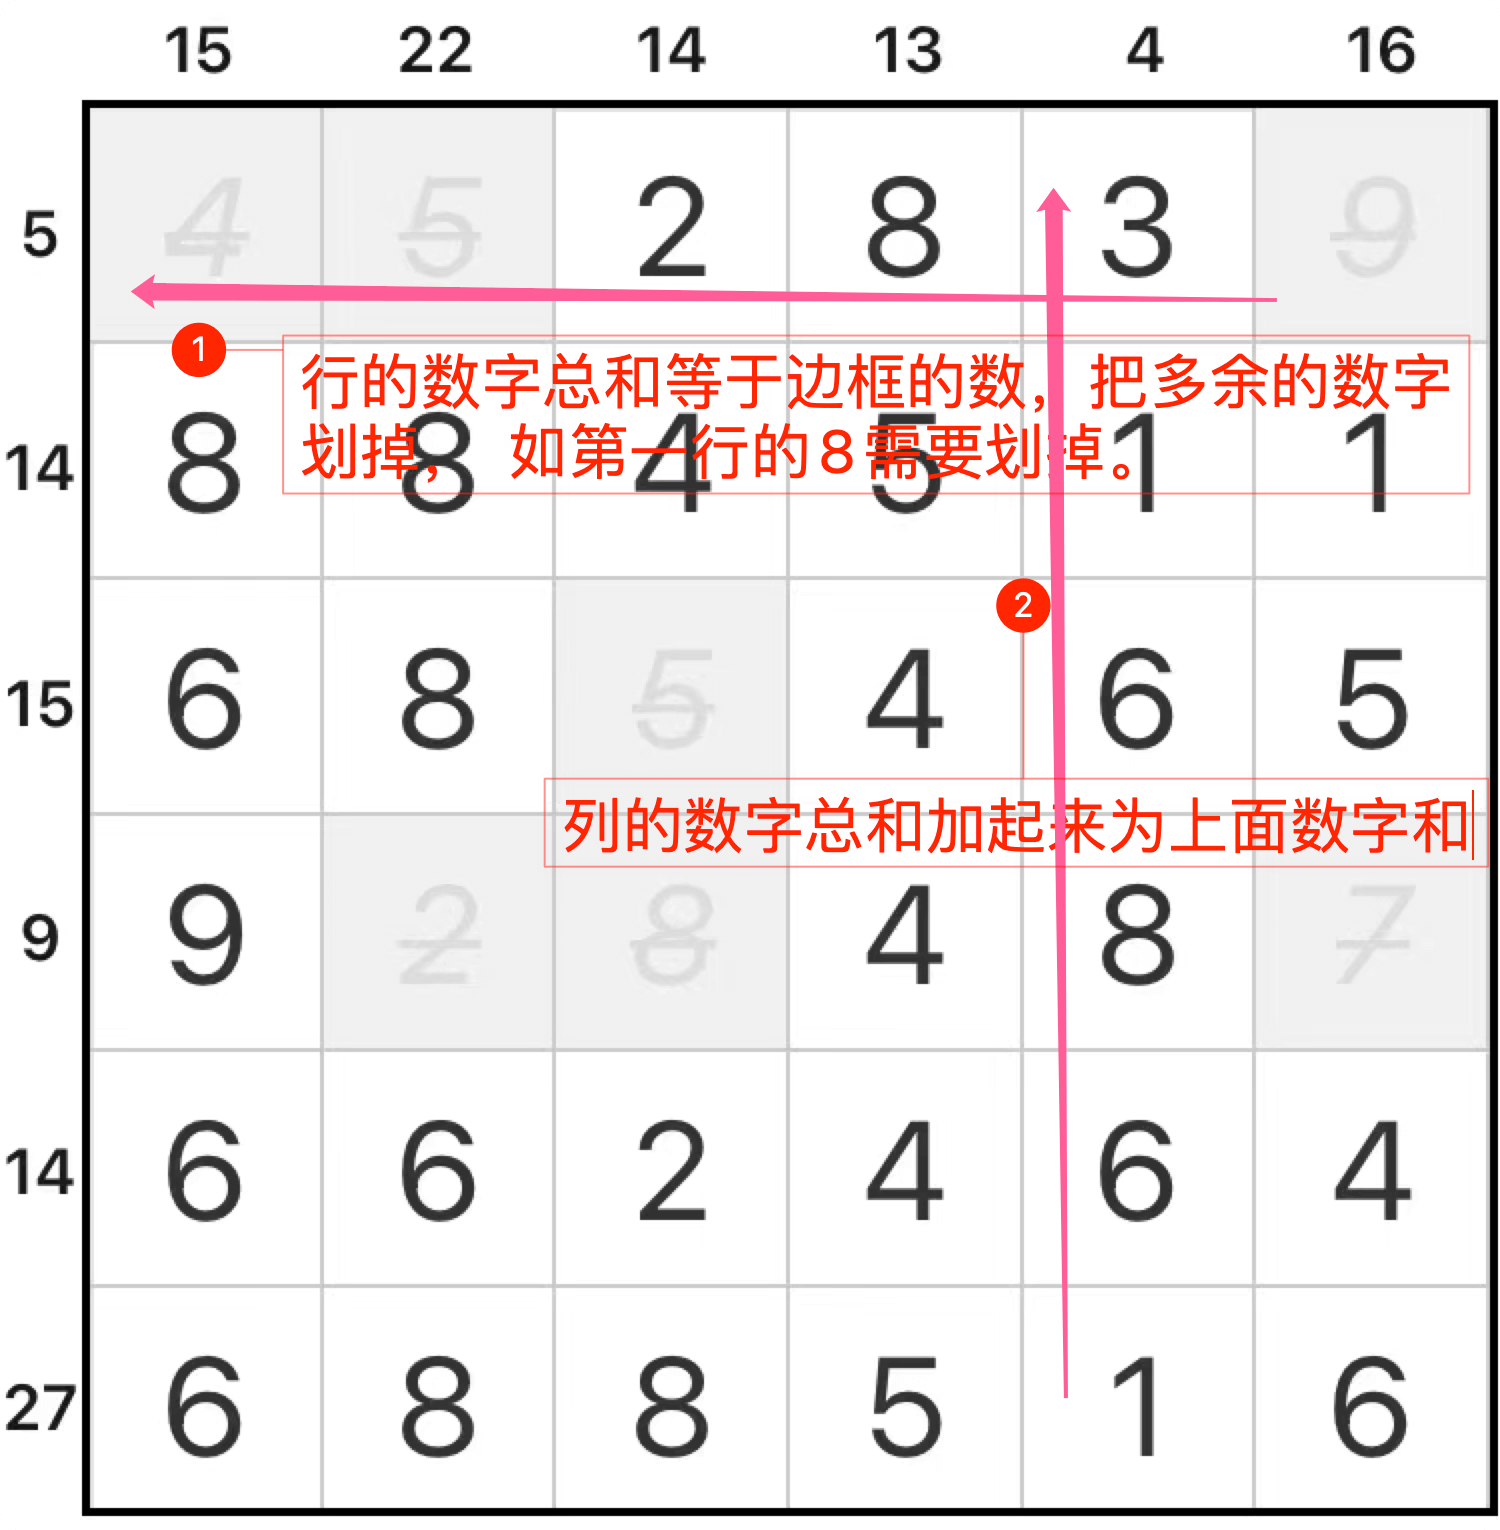 15 22 14 13 4 16
5 4 5 2 8 3 9
1
行的数字总和等于边框的数，把多余的数字
划掉， 如第一行的8需要划掉。
14 8 8 4 5 1 1
2
15 6 8 5 4 6 5
列的数字总和加起来为上面数字和
9 9 2 8 4 8 7
14 6 6 2 4 6 4
27 6 8 8 5 1 6